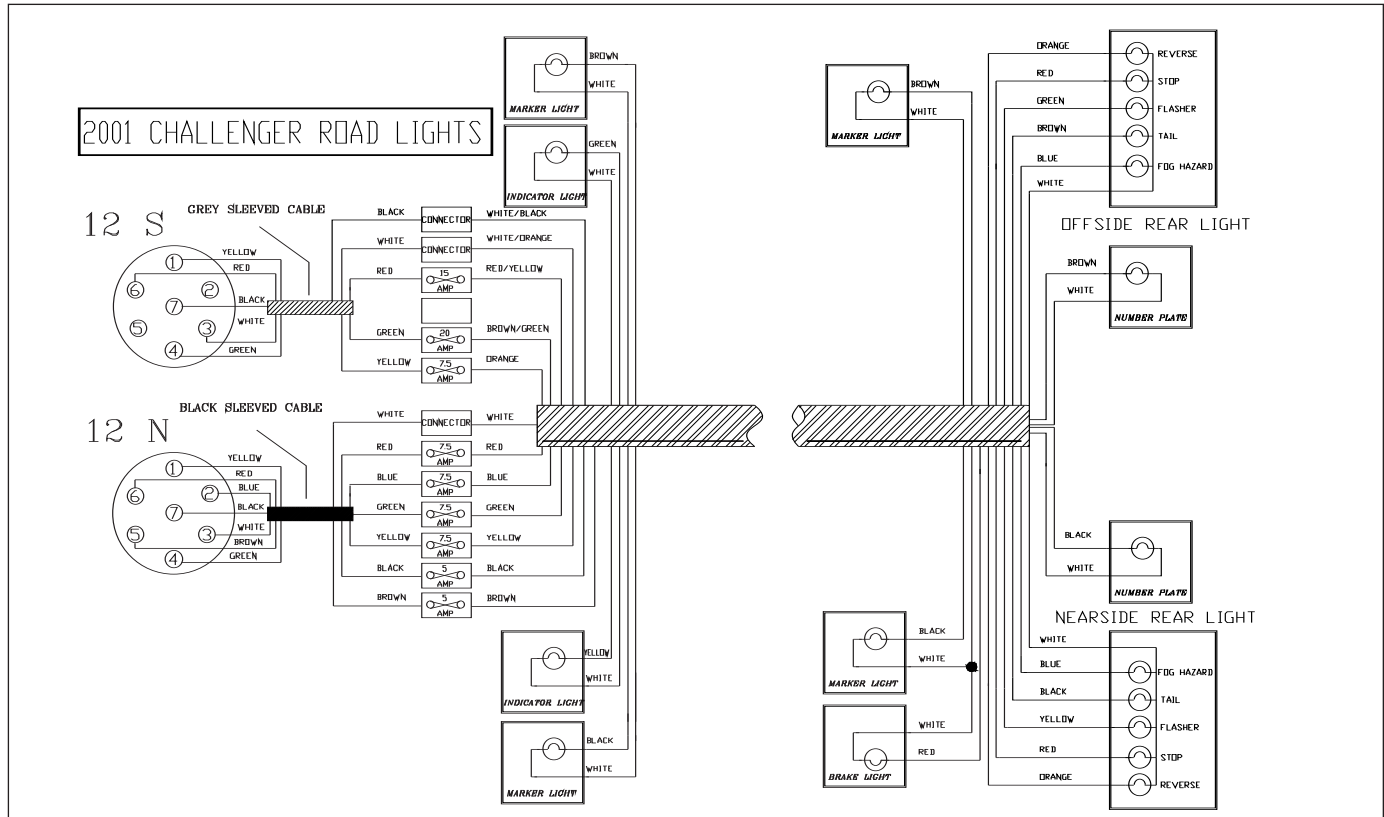 2001 CHALLENGER ROAD LIGHTS
12 S
GREY SLEEVED CABLE
1
2
3
4
5
6
7
YELLOW
RED
BLACK
WHITE
GREEN
BLACK CONNECTOR WHITE/BLACK
WHITE CONNECTOR WHITE/ORANGE
RED 15 AMP RED/YELLOW
GREEN 20 AMP BROWN/GREEN
YELLOW 7.5 AMP ORANGE
12 N
BLACK SLEEVED CABLE
1
2
3
4
5
6
7
YELLOW
RED
BLUE
BLACK
WHITE
BROWN
GREEN
WHITE CONNECTOR WHITE
RED 7.5 AMP RED
BLUE 7.5 AMP BLUE
GREEN 7.5 AMP GREEN
YELLOW 7.5 AMP YELLOW
BLACK 5 AMP BLACK
BROWN 5 AMP BROWN
BROWN
WHITE
MARKER LIGHT
GREEN
WHITE
INDICATOR LIGHT
YELLOW
WHITE
INDICATOR LIGHT
BLACK
WHITE
MARKER LIGHT
BROWN
WHITE
MARKER LIGHT
BLACK
WHITE
MARKER LIGHT
WHITE
RED
BRAKE LIGHT
ORANGE REVERSE
RED STOP
GREEN FLASHER
BROWN TAIL
BLUE FOG HAZARD
WHITE
OFFSIDE REAR LIGHT
BROWN
WHITE
NUMBER PLATE
BLACK
WHITE
NUMBER PLATE
NEARSIDE REAR LIGHT
WHITE
BLUE FOG HAZARD
BLACK TAIL
YELLOW FLASHER
RED STOP
ORANGE REVERSE